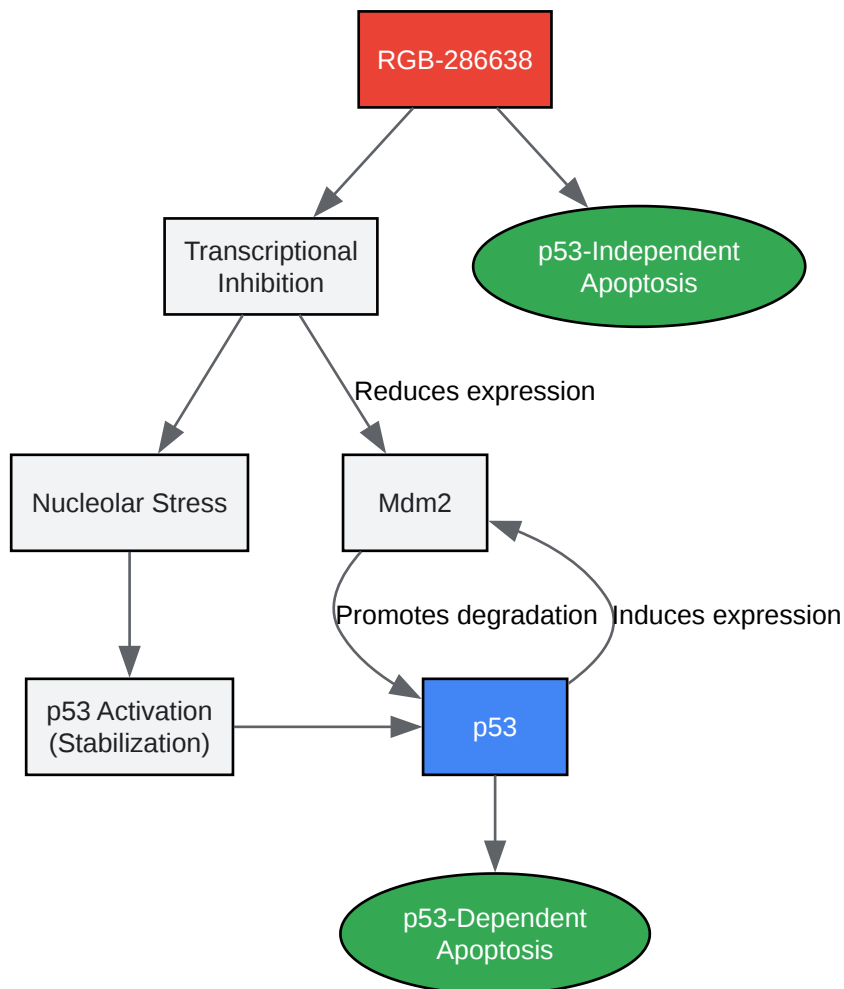 RGB-286638
Transcriptional
Inhibition
p53-Independent
Apoptosis
Reduces expression
Nucleolar Stress
Mdm2
Promotes degradation
Induces expression
p53 Activation
(Stabilization)
p53
p53-Dependent
Apoptosis